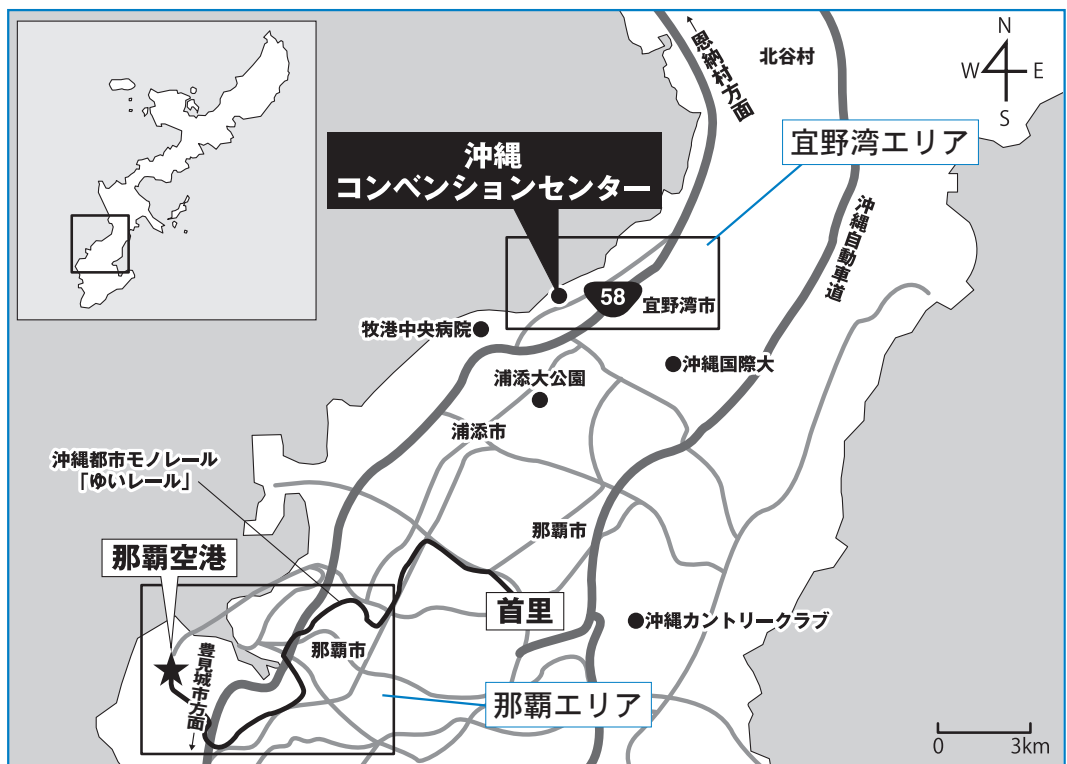 N
W
E
S
北谷村
←恩納村方面
宜野湾エリア
沖縄
コンベンションセンター
沖縄自動車道
58
宜野湾市
牧港中央病院
沖縄国際大
浦添大公園
浦添市
沖縄都市モノレール
「ゆいレール」
那覇市
那覇空港
首里
沖縄カントリークラブ
那覇市
豊見城市方面→
那覇エリア
0
3km